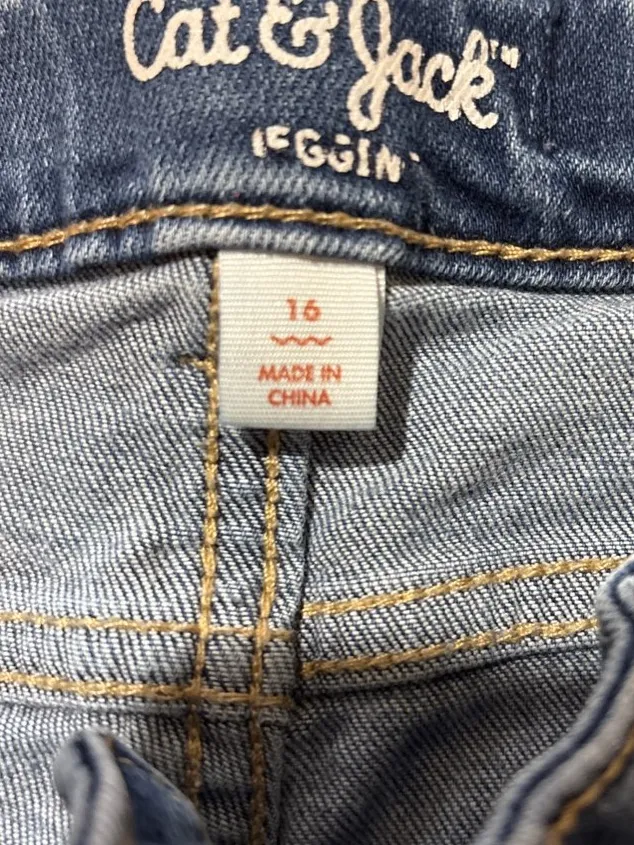 Cat & Jack™
LEGGIN
16
MADE IN
CHINA